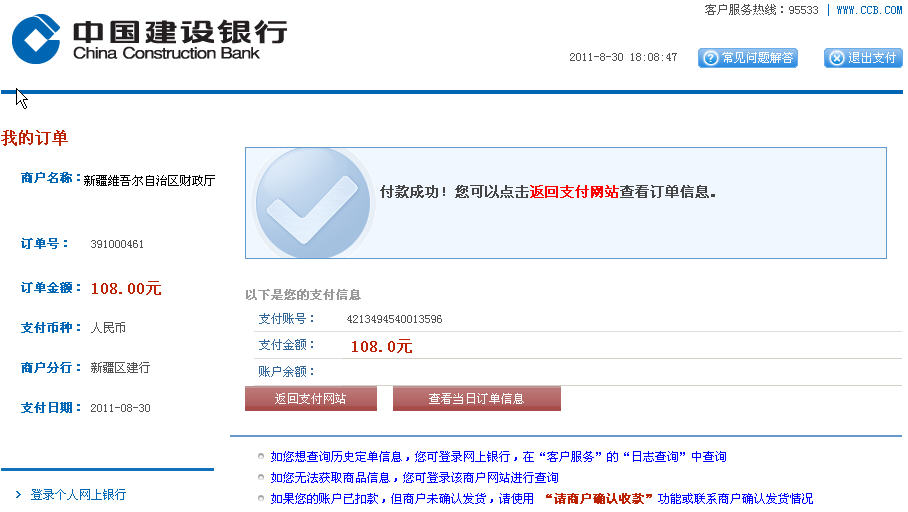 客户服务热线：95533 | WWW.CCB.COM
中国建设银行
China Construction Bank
2011-8-30 18:08:47 常见问题解答 退出支付
我的订单
商户名称：新疆维吾尔自治区财政厅
付款成功！您可以点击返回支付网站查看订单信息。
订单号： 391000461
订单金额： 108.00元
支付币种： 人民币
商户分行： 新疆区建行
支付日期： 2011-08-30
以下是您的支付信息
支付账号： 4213494540013596
支付金额： 108.0元
账户余额：
返回支付网站 查看当日订单信息
如您想查询历史定单信息，您可登录网上银行，在“客户服务”的“日志查询”中查询
如您无法获取商品信息，您可登录该商户网站进行查询
如果您的账户已扣款，但商户未确认发货，请使用 “请商户确认收款”功能或联系商户确认发货情况
登录个人网上银行